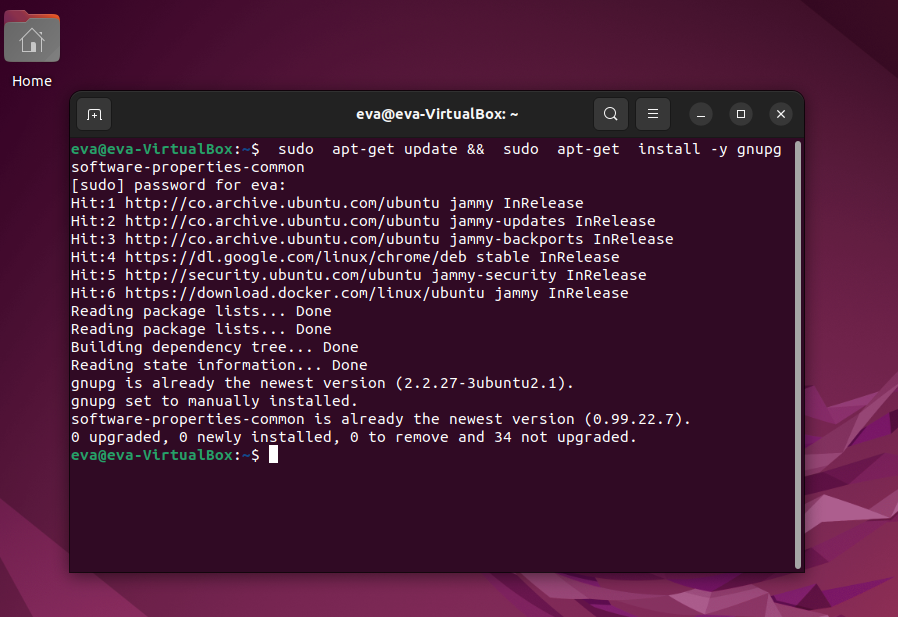 Home
eva@eva-VirtualBox: ~
eva@eva-VirtualBox:~$  sudo  apt-get update &&  sudo  apt-get  install -y gnupg
software-properties-common
[sudo] password for eva:
Hit:1 http://co.archive.ubuntu.com/ubuntu jammy InRelease
Hit:2 http://co.archive.ubuntu.com/ubuntu jammy-updates InRelease
Hit:3 http://co.archive.ubuntu.com/ubuntu jammy-backports InRelease
Hit:4 https://dl.google.com/linux/chrome/deb stable InRelease
Hit:5 http://security.ubuntu.com/ubuntu jammy-security InRelease
Hit:6 https://download.docker.com/linux/ubuntu jammy InRelease
Reading package lists... Done
Reading package lists... Done
Building dependency tree... Done
Reading state information... Done
gnupg is already the newest version (2.2.27-3ubuntu2.1).
gnupg set to manually installed.
software-properties-common is already the newest version (0.99.22.7).
0 upgraded, 0 newly installed, 0 to remove and 34 not upgraded.
eva@eva-VirtualBox:~$